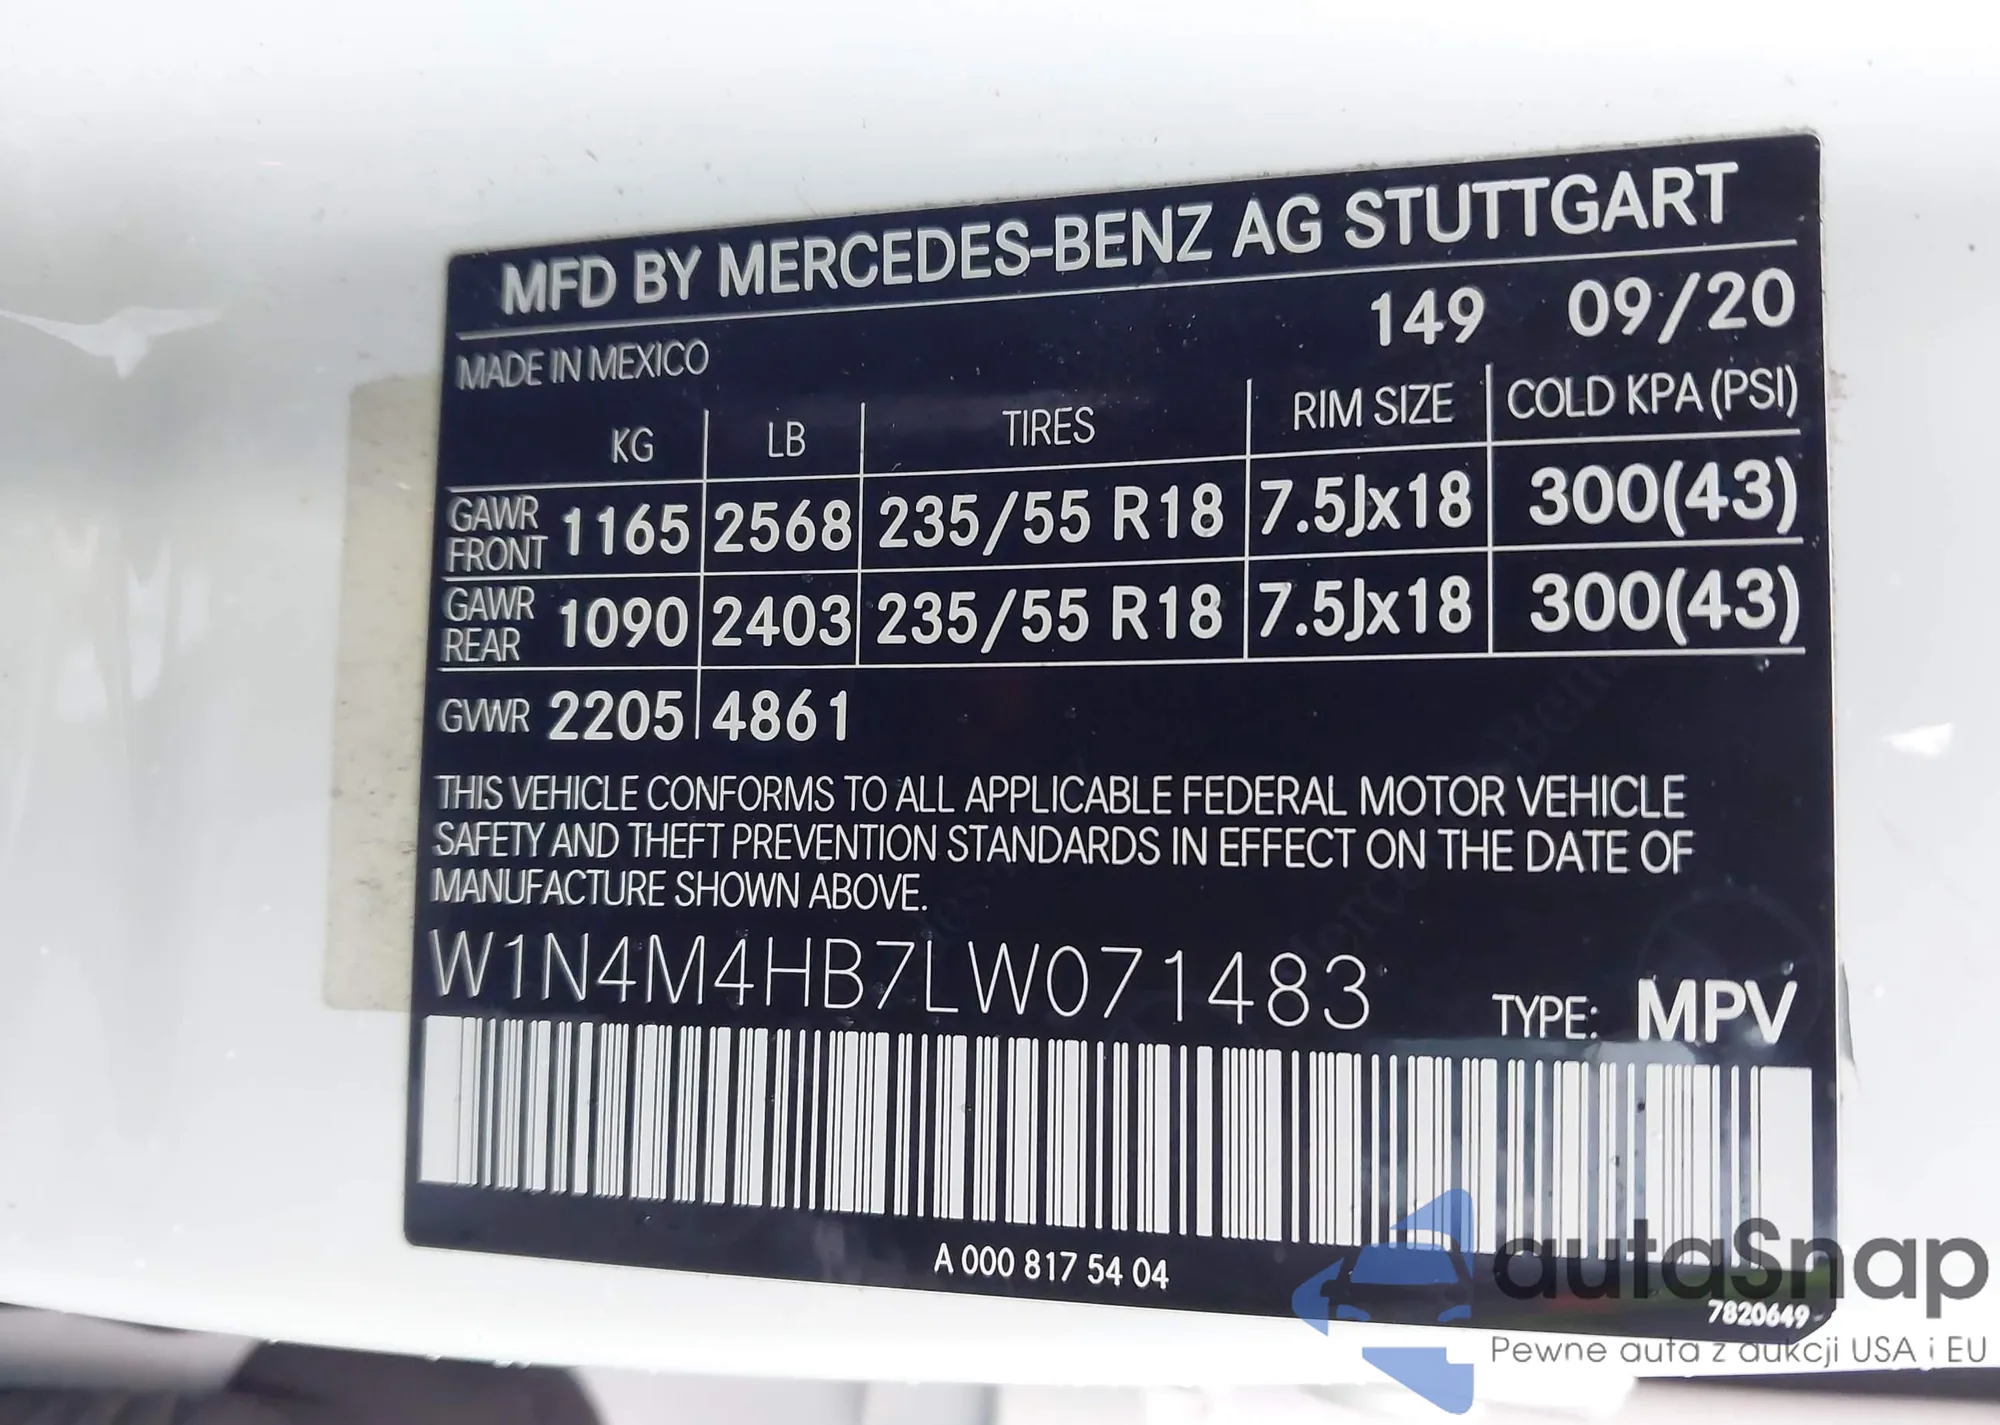 MFD BY MERCEDES-BENZ AG STUTTGART
149 09/20
MADE IN MEXICO
KG LB TIRES RIM SIZE COLD KPA (PSI)
GAWR FRONT 1165 2568 235/55 R18 7.5Jx18 300(43)
GAWR REAR 1090 2403 235/55 R18 7.5Jx18 300(43)
GVWR 2205 4861
THIS VEHICLE CONFORMS TO ALL APPLICABLE FEDERAL MOTOR VEHICLE
SAFETY AND THEFT PREVENTION STANDARDS IN EFFECT ON THE DATE OF
MANUFACTURE SHOWN ABOVE.
W1N4M4HB7LW071483 TYPE: MPV
A 000 817 54 04
7820649
autaSnap
Pewne auta z aukcji USA i EU